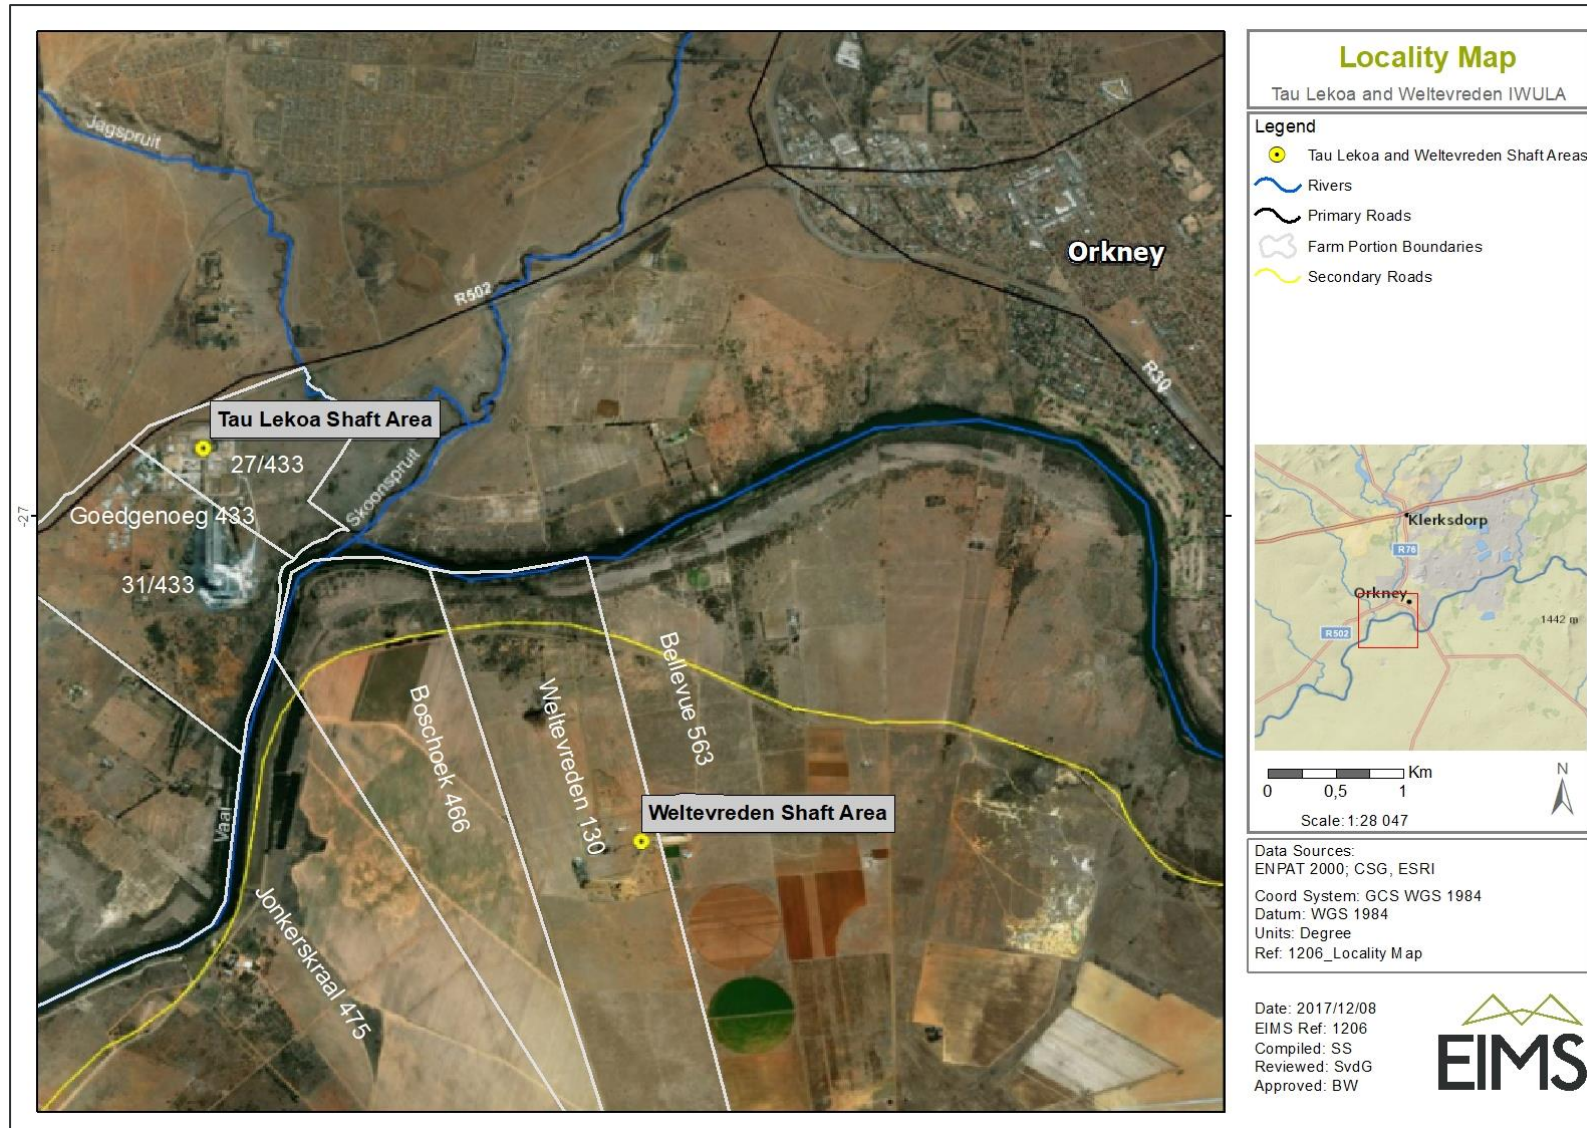 Locality Map
Tau Lekoa and Weltevreden IWULA
Legend
Tau Lekoa and Weltevreden Shaft Areas
Rivers
Primary Roads
Farm Portion Boundaries
Secondary Roads
Jagspruit
R502
Orkney
R30
Tau Lekoa Shaft Area
27/433
Skoonspruit
Goedgenoeg 433
31/433
-27
Bellevue 563
Weltevreden 130
Boschoek 466
Weltevreden Shaft Area
Vaal
Jonkerskraal 475
Klerksdorp
R76
Orkney
1442 m
R502
Km
0 0,5 1
N
Scale: 1:28 047
Data Sources:
ENPAT 2000; CSG, ESRI
Coord System: GCS WGS 1984
Datum: WGS 1984
Units: Degree
Ref: 1206_Locality Map
Date: 2017/12/08
EIMS Ref: 1206
Compiled: SS
Reviewed: SvdG
Approved: BW
EIMS